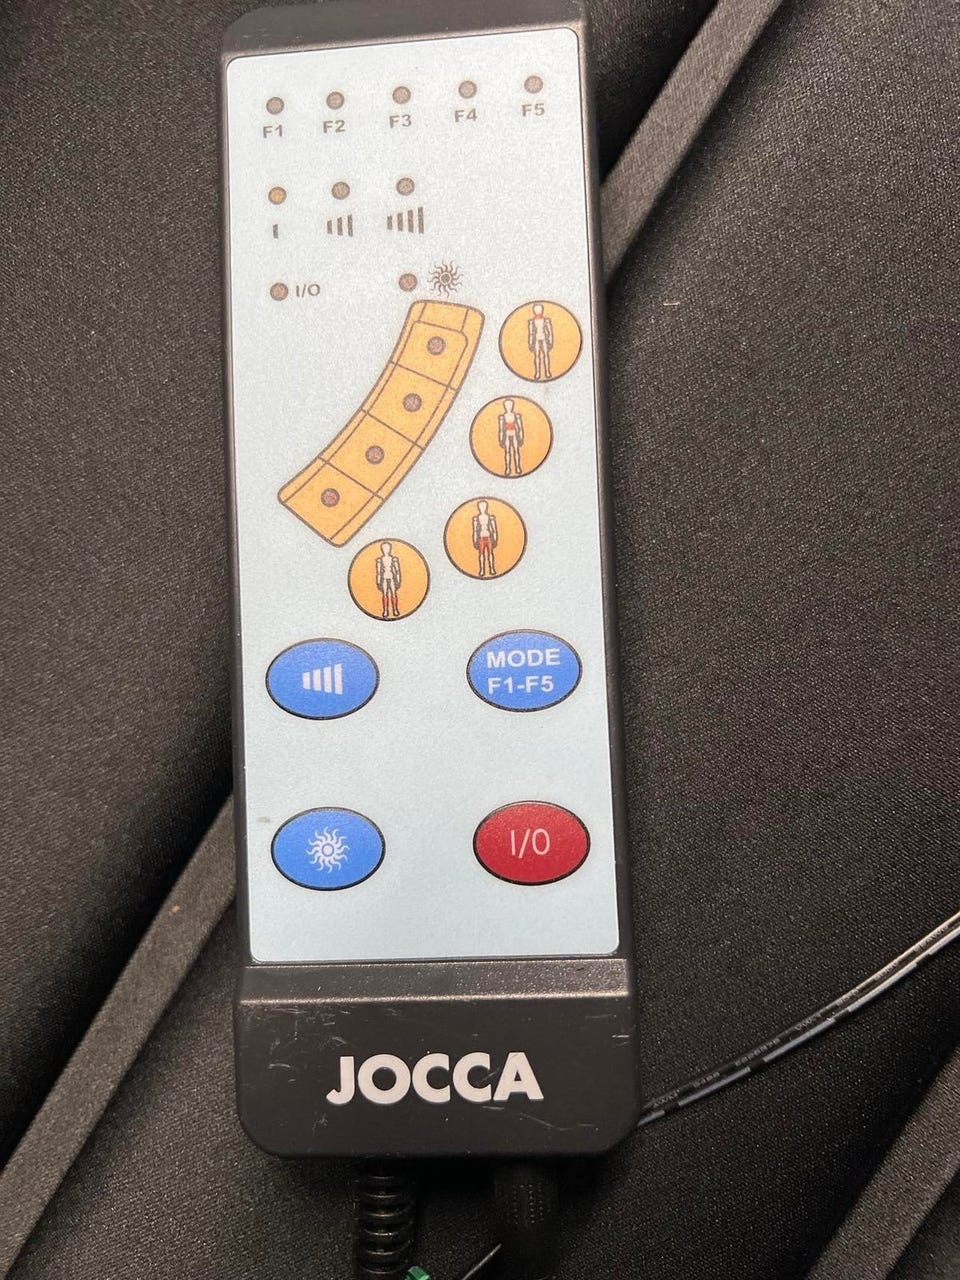 F1 F2 F3 F4 F5
I/O
MODE
F1-F5
I/O
JOCCA